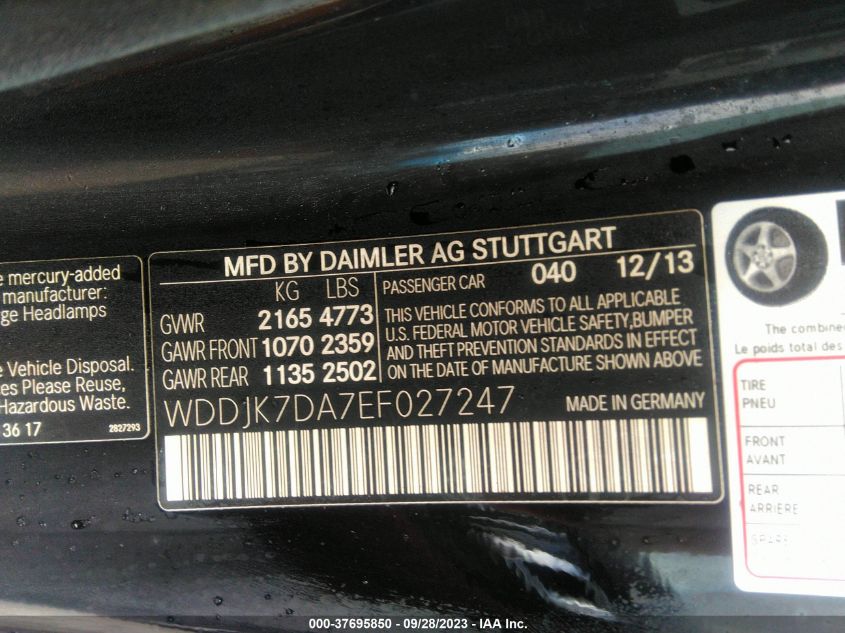 e mercury-added
manufacturer:
ge Headlamps
e Vehicle Disposal.
es Please Reuse,
Hazardous Waste.
36 17
2827293
MFD BY DAIMLER AG STUTTGART
KG LBS
GVWR 2165 4773
GAWR FRONT 1070 2359
GAWR REAR 1135 2502
PASSENGER CAR 040 12/13
THIS VEHICLE CONFORMS TO ALL APPLICABLE
U.S. FEDERAL MOTOR VEHICLE SAFETY,BUMPER
AND THEFT PREVENTION STANDARDS IN EFFECT
ON THE DATE OF MANUFACTURE SHOWN ABOVE
WDDJK7DA7EF027247 MADE IN GERMANY
The combine
Le poids total des
TIRE
PNEU
FRONT
AVANT
REAR
ARRIÈRE
SPARE
000-37695850 - 09/28/2023 - IAA Inc.